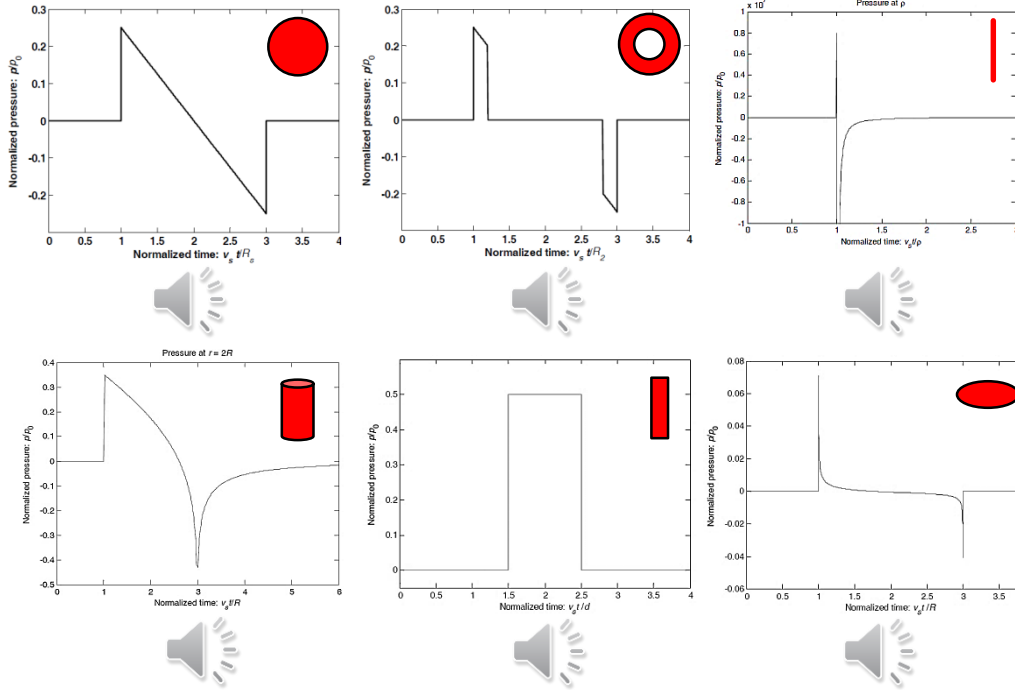 0.3
0.2
0.1
0
-0.1
-0.2
Normalized pressure: p/p0
0 0.5 1 1.5 2 2.5 3 3.5 4
Normalized time: vs t/Rs
0.3
0.2
0.1
0
-0.1
-0.2
Normalized pressure: p/p0
0 0.5 1 1.5 2 2.5 3 3.5 4
Normalized time: vs t/R2
Pressure at ρ
1
0.8
0.6
0.4
0.2
0
-0.2
-0.4
-0.6
-0.8
-1
Normalized pressure: p/p0
0 0.5 1 1.5 2 2.5 3
Normalized time: vst/ρ
Pressure at r = 2R
0.4
0.3
0.2
0.1
0
-0.1
-0.2
-0.3
-0.4
-0.5
Normalized pressure: p/p0
0 1 2 3 4 5 6
Normalized time: vst/R
0.5
0.4
0.3
0.2
0.1
0
Normalized pressure: p/p0
0 0.5 1 1.5 2 2.5 3 3.5 4
Normalized time: vst/d
0.08
0.06
0.04
0.02
0
-0.02
-0.04
-0.06
Normalized pressure: p/p0
0 0.5 1 1.5 2 2.5 3 3.5
Normalized time: vst/R